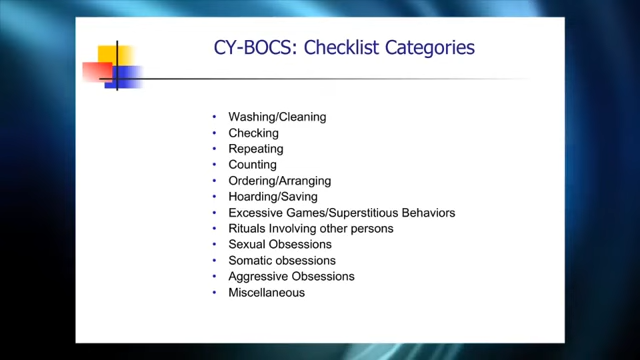 CY-BOCS: Checklist Categories
• Washing/Cleaning
• Checking
• Repeating
• Counting
• Ordering/Arranging
• Hoarding/Saving
• Excessive Games/Superstitious Behaviors
• Rituals Involving other persons
• Sexual Obsessions
• Somatic obsessions
• Aggressive Obsessions
• Miscellaneous